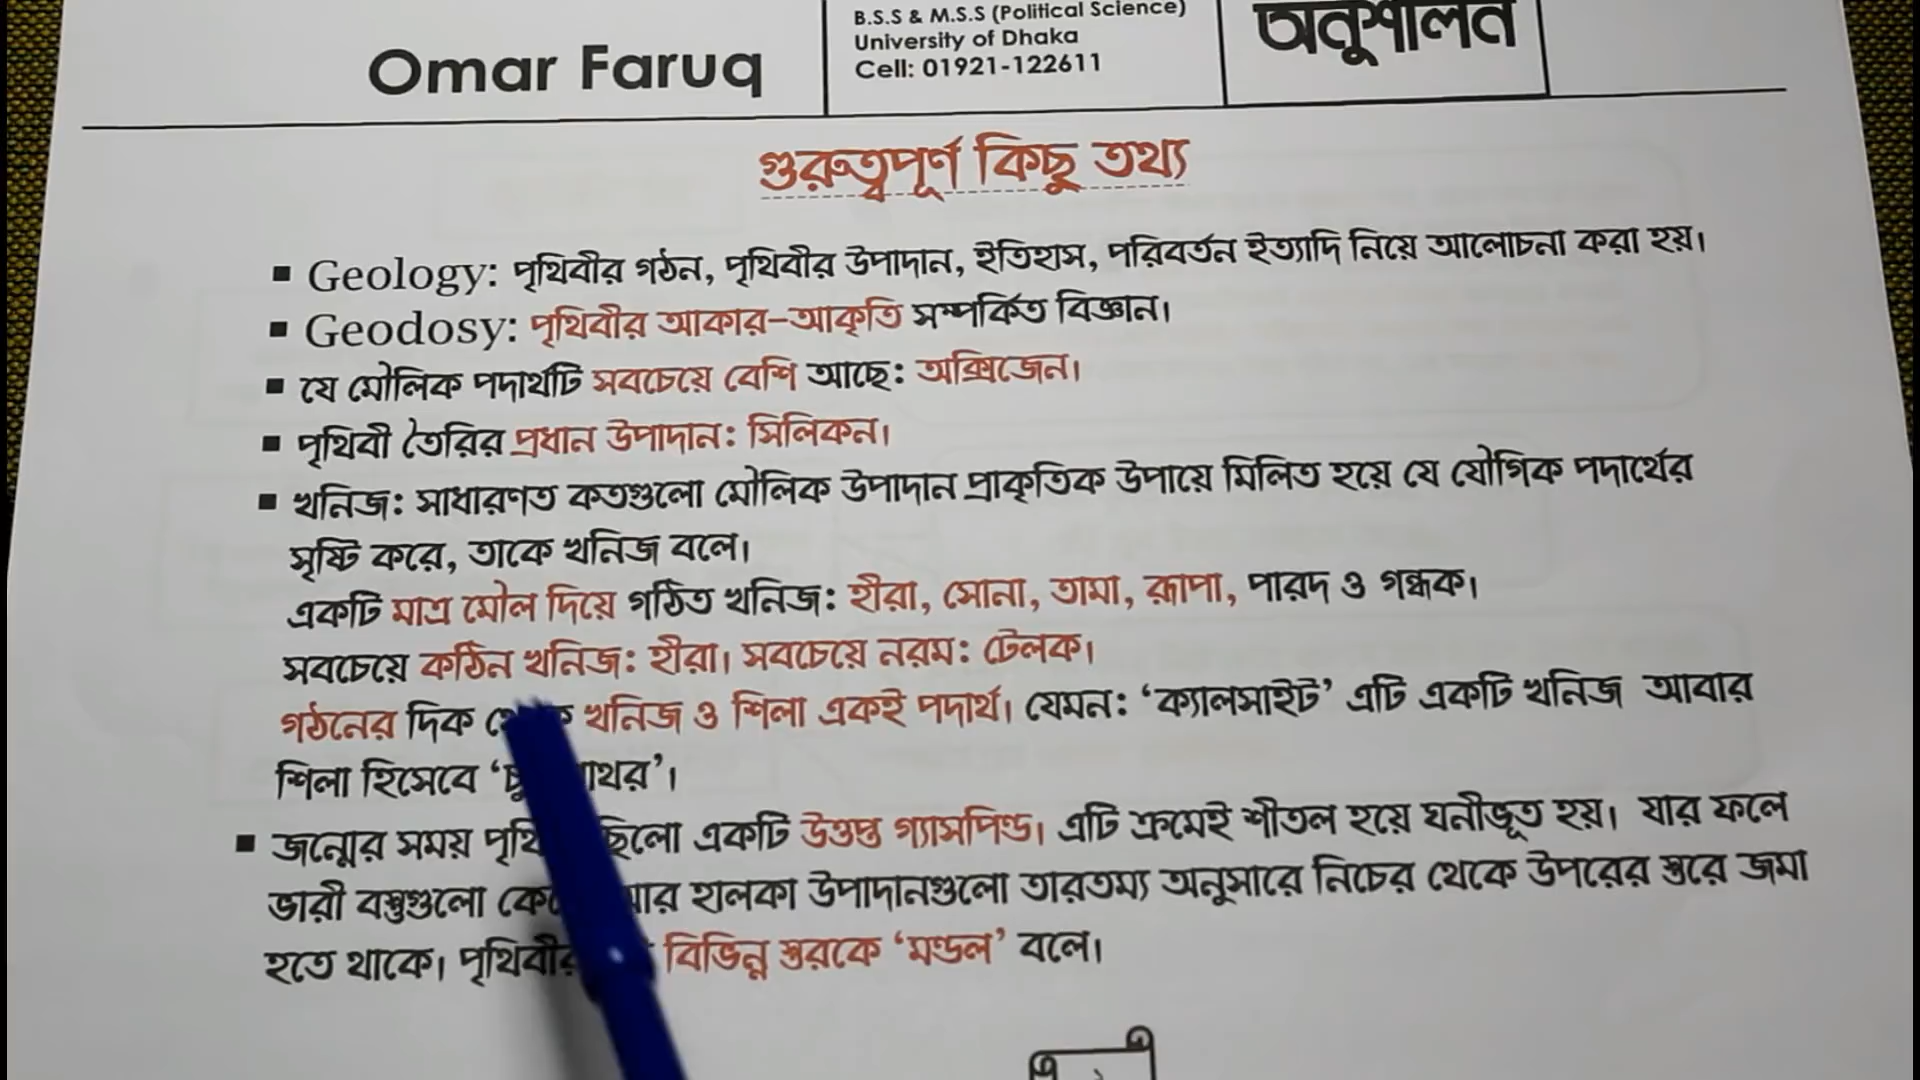 B.S.S & M.S.S (Political Science)
Omar Faruq
University of Dhaka
Cell: 01921-122611
অনুশীলন
গুরুত্বপূর্ণ কিছু তথ্য
▪ Geology: পৃথিবীর গঠন, পৃথিবীর উপাদান, ইতিহাস, পরিবর্তন ইত্যাদি নিয়ে আলোচনা করা হয়।
▪ Geodosy: পৃথিবীর আকার-আকৃতি সম্পর্কিত বিজ্ঞান।
▪ যে মৌলিক পদার্থটি সবচেয়ে বেশি আছে: অক্সিজেন।
▪ পৃথিবী তৈরির প্রধান উপাদান: সিলিকন।
▪ খনিজ: সাধারণত কতগুলো মৌলিক উপাদান প্রাকৃতিক উপায়ে মিলিত হয়ে যে যৌগিক পদার্থের
সৃষ্টি করে, তাকে খনিজ বলে।
একটি মাত্র মৌল দিয়ে গঠিত খনিজ: হীরা, সোনা, তামা, রূপা, পারদ ও গন্ধক।
সবচেয়ে কঠিন খনিজ: হীরা। সবচেয়ে নরম: টেলক।
গঠনের দিক খনিজ ও শিলা একই পদার্থ। যেমন: ‘ক্যালসাইট’ এটি একটি খনিজ আবার
শিলা হিসেবে
▪ জন্মের সময় একটি উত্তপ্ত গ্যাসপিন্ড। এটি ক্রমেই শীতল হয়ে ঘনীভূত হয়। যার ফলে
ভারী বস্তুগুলো হালকা উপাদানগুলো তারতম্য অনুসারে নিচের থেকে উপরের স্তরে জমা
হতে থাকে। বিভিন্ন স্তরকে ‘মন্ডল’ বলে।